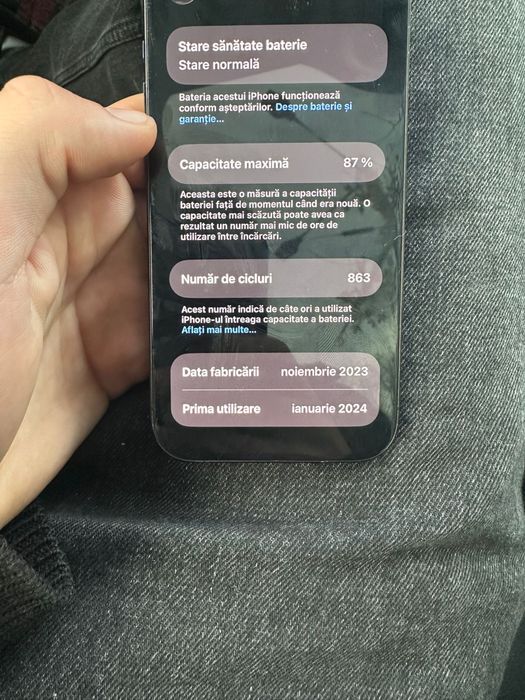 Stare sănătate baterie
Stare normală
Bateria acestui iPhone funcționează
conform așteptărilor. Despre baterie și
garanție...
Capacitate maximă 87 %
Aceasta este o măsură a capacității
bateriei față de momentul când era nouă. O
capacitate mai scăzută poate avea ca
rezultat un număr mai mic de ore de
utilizare între încărcări.
Număr de cicluri 863
Acest număr indică de câte ori a utilizat
iPhone-ul întreaga capacitate a bateriei.
Aflați mai multe...
Data fabricării noiembrie 2023
Prima utilizare ianuarie 2024